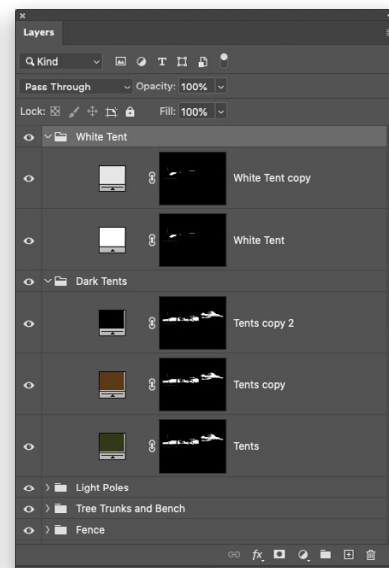 Layers
Kind
Pass Through Opacity: 100%
Lock: Fill: 100%
White Tent
White Tent copy
White Tent
Dark Tents
Tents copy 2
Tents copy
Tents
Light Poles
Tree Trunks and Bench
Fence
fx